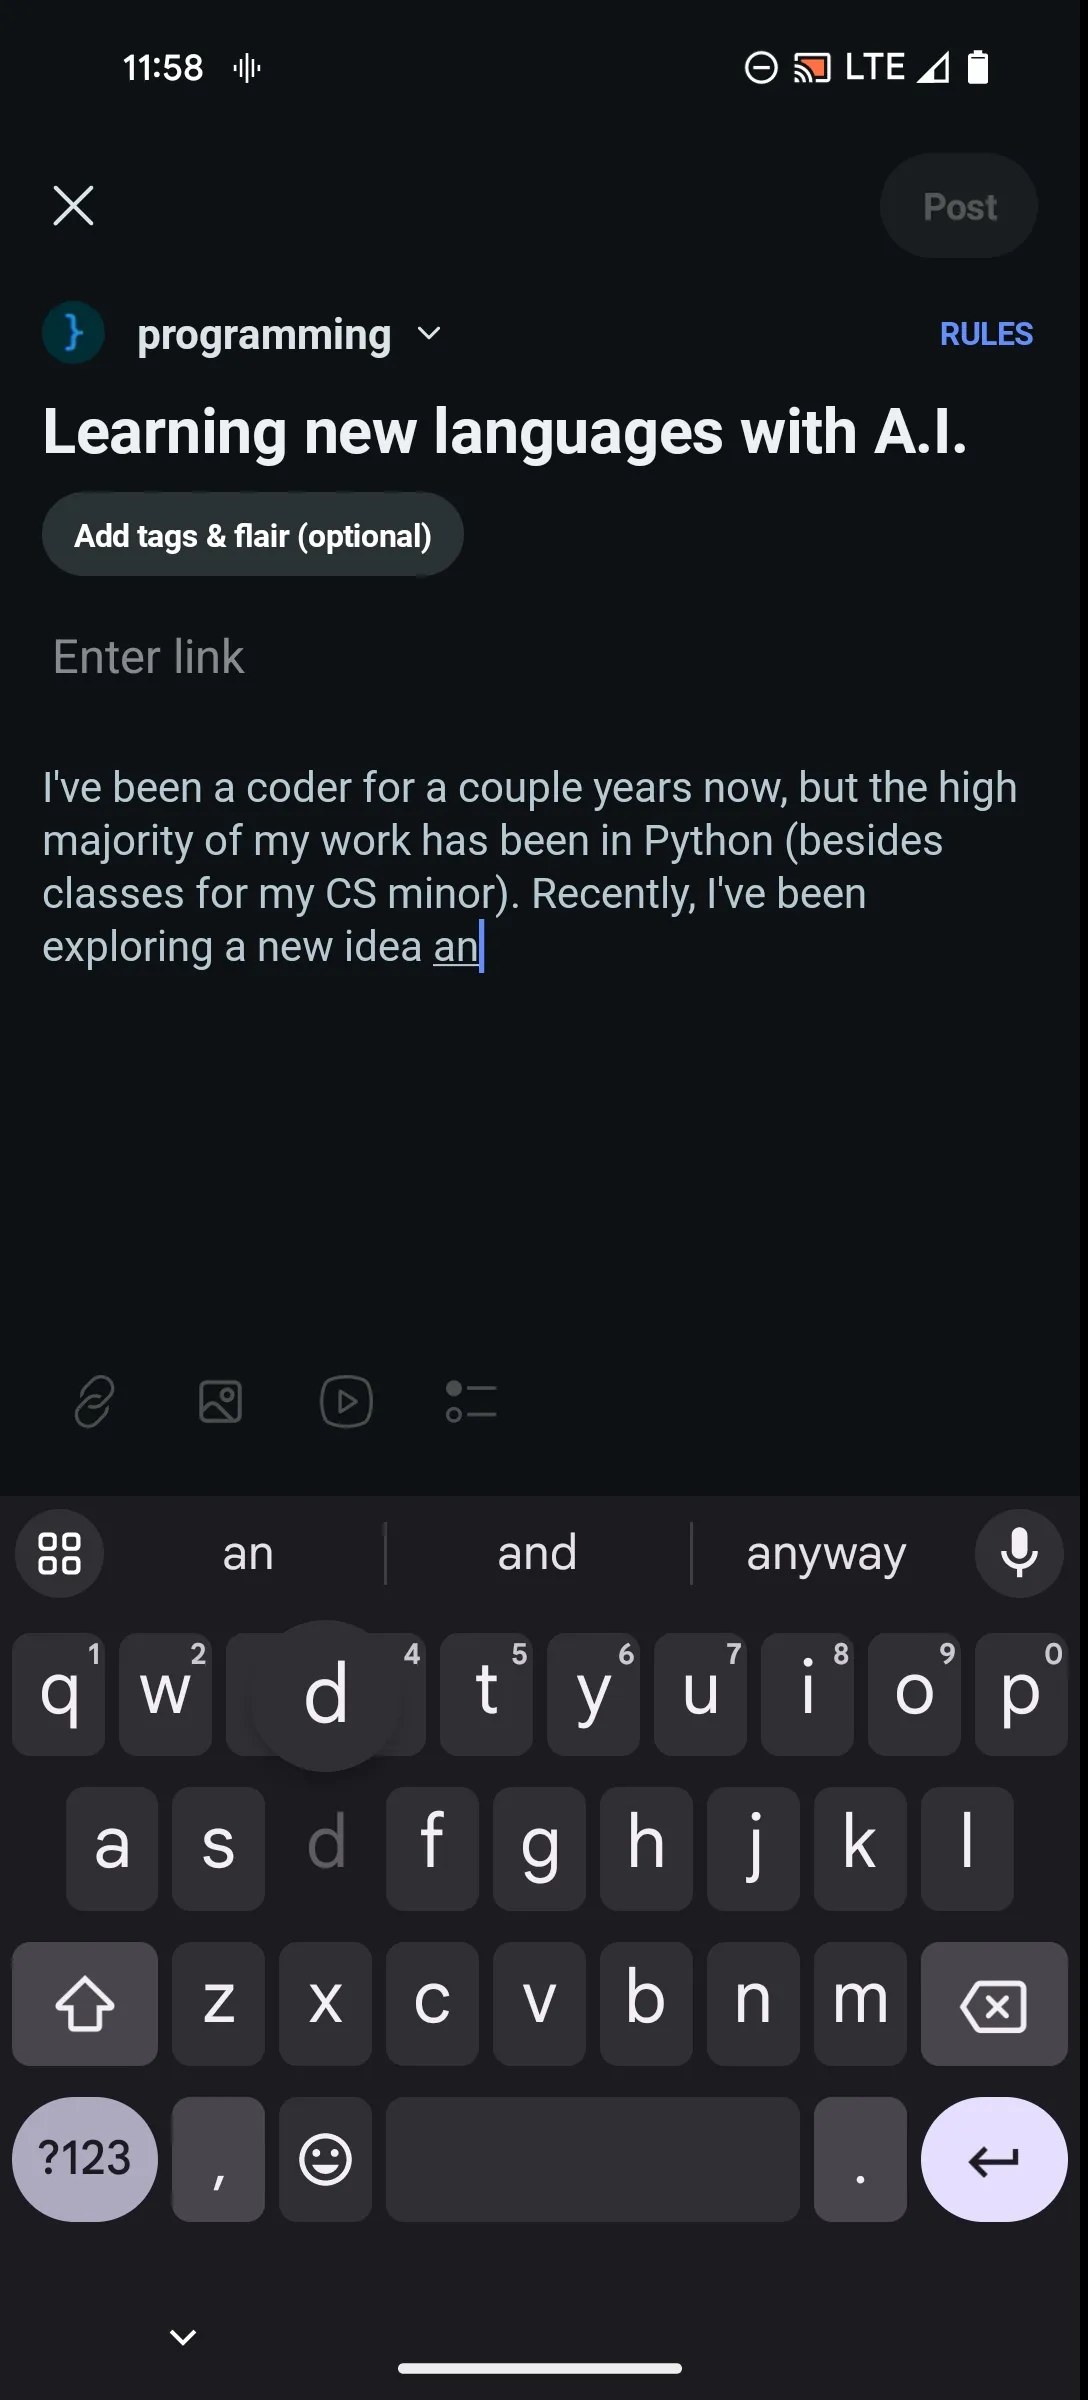 11:58 LTE
Post
programming RULES
Learning new languages with A.I.
Add tags & flair (optional)
Enter link
I've been a coder for a couple years now, but the high
majority of my work has been in Python (besides
classes for my CS minor). Recently, I've been
exploring a new idea an
an and anyway
q 1 w 2 d 4 t 5 y 6 u 7 i 8 o 9 p 0
a s d f g h j k l
z x c v b n m
?123 , .